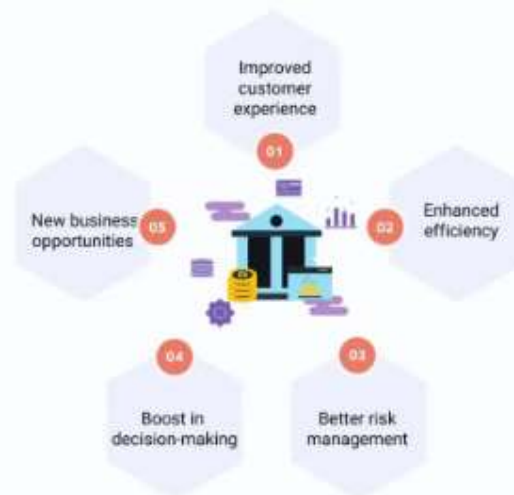 Improved
customer
experience
01
New business
opportunities
05
02
Enhanced
efficiency
04
Boost in
decision-making
03
Better risk
management